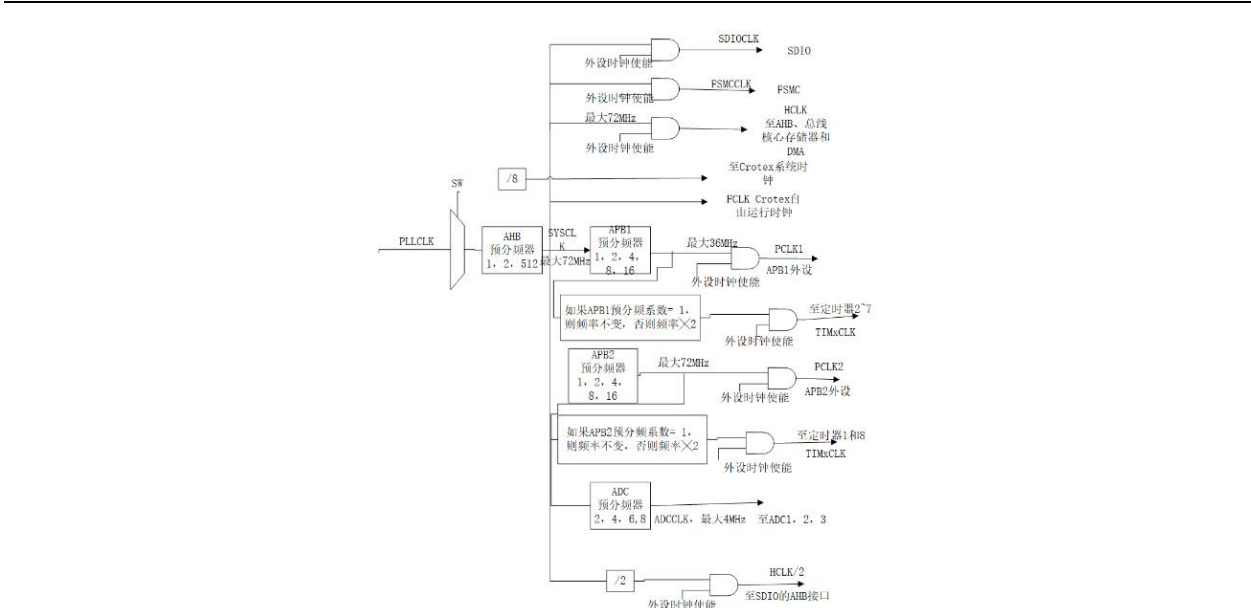 SDIOCLK
SDIO
外设时钟使能
FSMCCLK
FSMC
外设时钟使能
HCLK
最大72MHz
至AHB、总线
核心存储器和
DMA
外设时钟使能
/8
至Crotex系统时
钟
FCLK Crotex自
由运行时钟
SW
PLLCLK
AHB
预分频器
1, 2, 512
SYSCL
K
最大72MHz
APB1
预分频器
1, 2, 4,
8, 16
最大36MHz
PCLK1
APB1外设
外设时钟使能
如果APB1预分频系数= 1,
则频率不变, 否则频率×2
至定时器2~7
TIMxCLK
外设时钟使能
APB2
预分频器
1, 2, 4,
8, 16
最大72MHz
PCLK2
APB2外设
外设时钟使能
如果APB2预分频系数= 1,
则频率不变, 否则频率×2
至定时器1和8
TIMxCLK
外设时钟使能
ADC
预分频器
2, 4, 6,8
ADCCLK, 最大4MHz
至ADC1, 2, 3
/2
HCLK/2
至SDIO的AHB接口
外设时钟使能